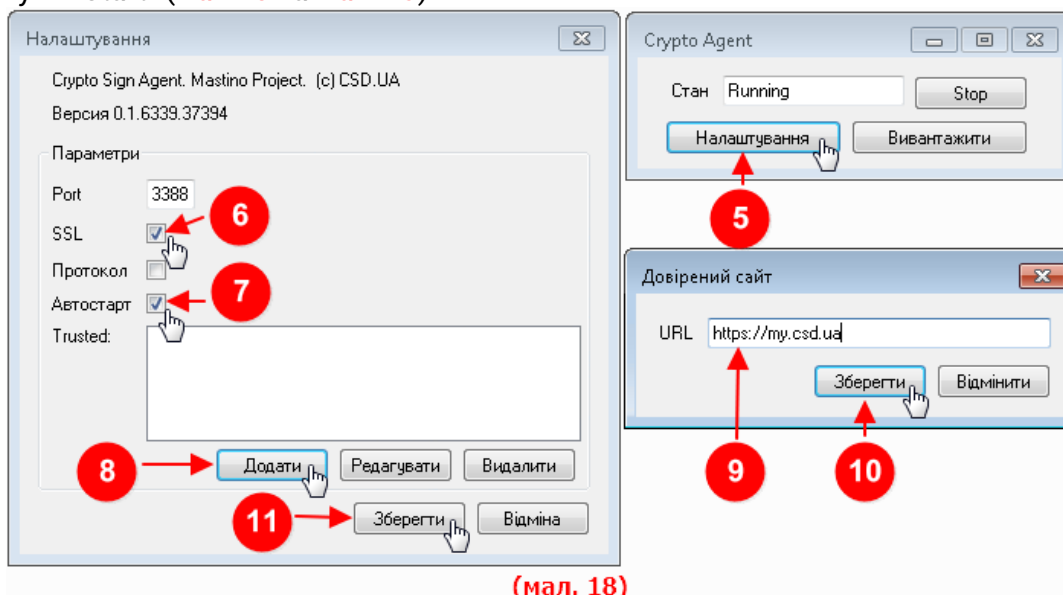 Налаштування
Crypto Sign Agent. Mastino Project. (c) CSD.UA
Версия 0.1.6339.37394
Параметри
Port 3388
SSL
6
Протокол
Автостарт
7
Trusted:
8
Додати Редагувати Видалити
11
Зберегти Відміна
Crypto Agent
Стан Running Stop
Налаштування Вивантажити
5
Довірений сайт
URL https://my.csd.ua
Зберегти Відмінити
9 10
(мал. 18)